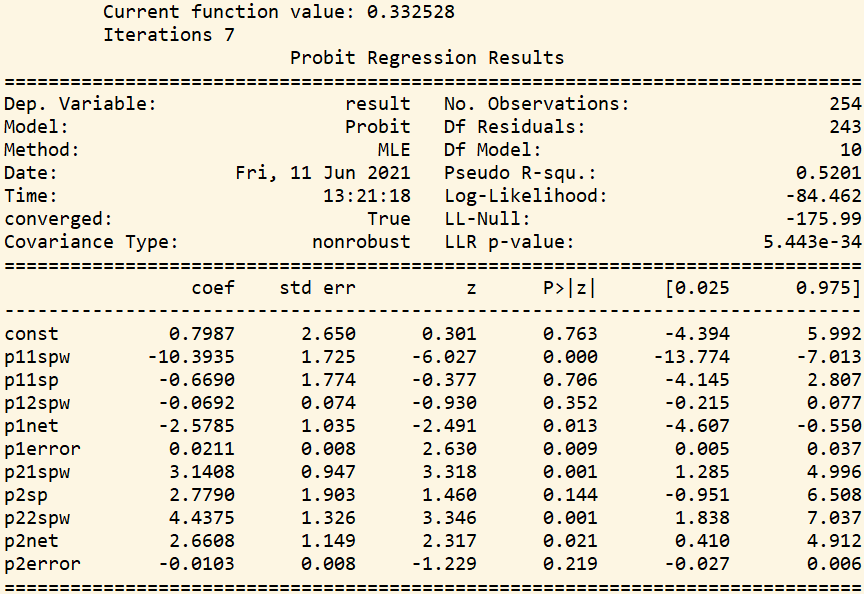 Current function value: 0.332528
Iterations 7
Probit Regression Results
==============================================================================
Dep. Variable: result No. Observations: 254
Model: Probit Df Residuals: 243
Method: MLE Df Model: 10
Date: Fri, 11 Jun 2021 Pseudo R-squ.: 0.5201
Time: 13:21:18 Log-Likelihood: -84.462
converged: True LL-Null: -175.99
Covariance Type: nonrobust LLR p-value: 5.443e-34
==============================================================================
coef std err z P>|z| [0.025 0.975]
------------------------------------------------------------------------------
const 0.7987 2.650 0.301 0.763 -4.394 5.992
p11spw -10.3935 1.725 -6.027 0.000 -13.774 -7.013
p11sp -0.6690 1.774 -0.377 0.706 -4.145 2.807
p12spw -0.0692 0.074 -0.930 0.352 -0.215 0.077
p1net -2.5785 1.035 -2.491 0.013 -4.607 -0.550
p1error 0.0211 0.008 2.630 0.009 0.005 0.037
p21spw 3.1408 0.947 3.318 0.001 1.285 4.996
p2sp 2.7790 1.903 1.460 0.144 -0.951 6.508
p22spw 4.4375 1.326 3.346 0.001 1.838 7.037
p2net 2.6608 1.149 2.317 0.021 0.410 4.912
p2error -0.0103 0.008 -1.229 0.219 -0.027 0.006
==============================================================================